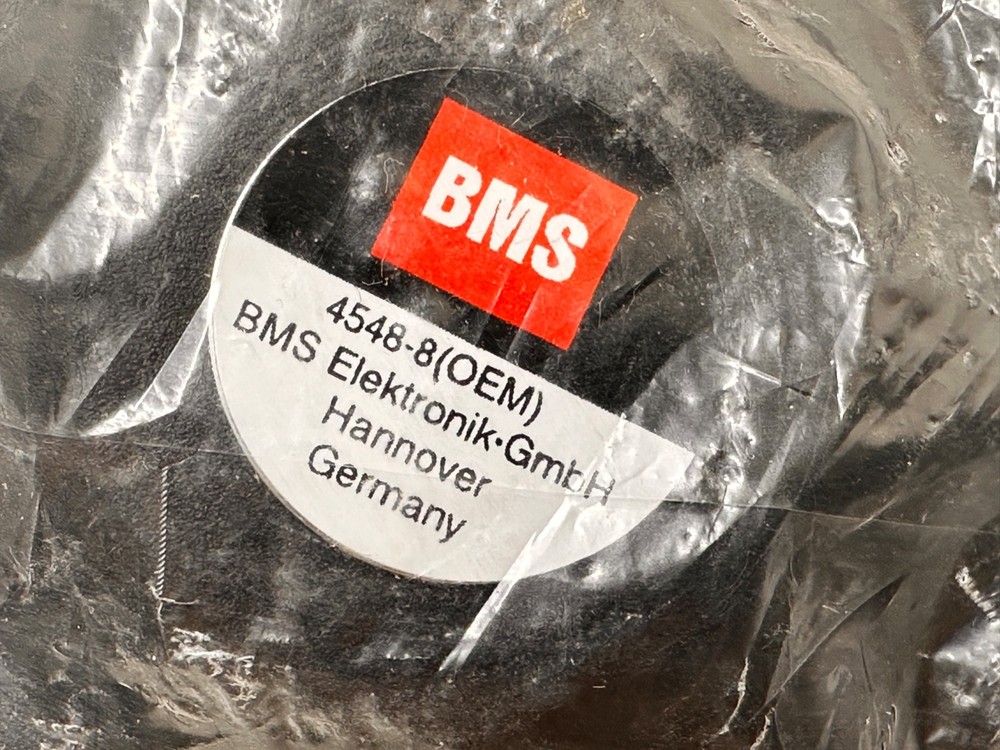 BMS
4548-8(OEM)
BMS Elektronik·GmbH
Hannover
Germany